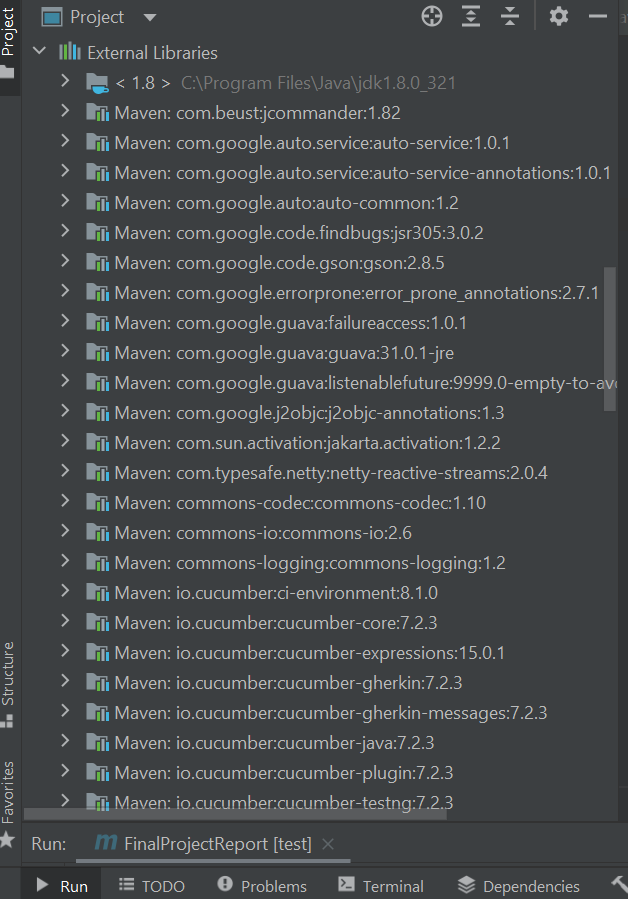 Project
Project
External Libraries
< 1.8 > C:\Program Files\Java\jdk1.8.0_321
Maven: com.beust:jcommander:1.82
Maven: com.google.auto.service:auto-service:1.0.1
Maven: com.google.auto.service:auto-service-annotations:1.0.1
Maven: com.google.auto:auto-common:1.2
Maven: com.google.code.findbugs:jsr305:3.0.2
Maven: com.google.code.gson:gson:2.8.5
Maven: com.google.errorprone:error_prone_annotations:2.7.1
Maven: com.google.guava:failureaccess:1.0.1
Maven: com.google.guava:guava:31.0.1-jre
Maven: com.google.guava:listenablefuture:9999.0-empty-to-avo
Maven: com.google.j2objc:j2objc-annotations:1.3
Maven: com.sun.activation:jakarta.activation:1.2.2
Maven: com.typesafe.netty:netty-reactive-streams:2.0.4
Maven: commons-codec:commons-codec:1.10
Maven: commons-io:commons-io:2.6
Maven: commons-logging:commons-logging:1.2
Maven: io.cucumber:ci-environment:8.1.0
Maven: io.cucumber:cucumber-core:7.2.3
Maven: io.cucumber:cucumber-expressions:15.0.1
Maven: io.cucumber:cucumber-gherkin:7.2.3
Maven: io.cucumber:cucumber-gherkin-messages:7.2.3
Maven: io.cucumber:cucumber-java:7.2.3
Maven: io.cucumber:cucumber-plugin:7.2.3
Maven: io.cucumber:cucumber-testng:7.2.3
Structure
Favorites
Run: m FinalProjectReport [test]
Run TODO Problems Terminal Dependencies